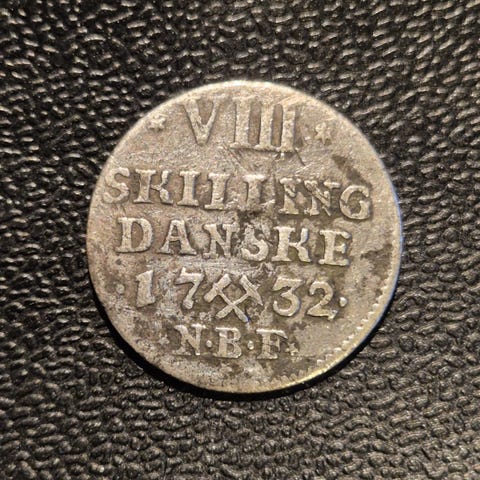 * VIII *
SKILLING
DANSKE
· 17 ⚒ 32 ·
· N · B · F ·